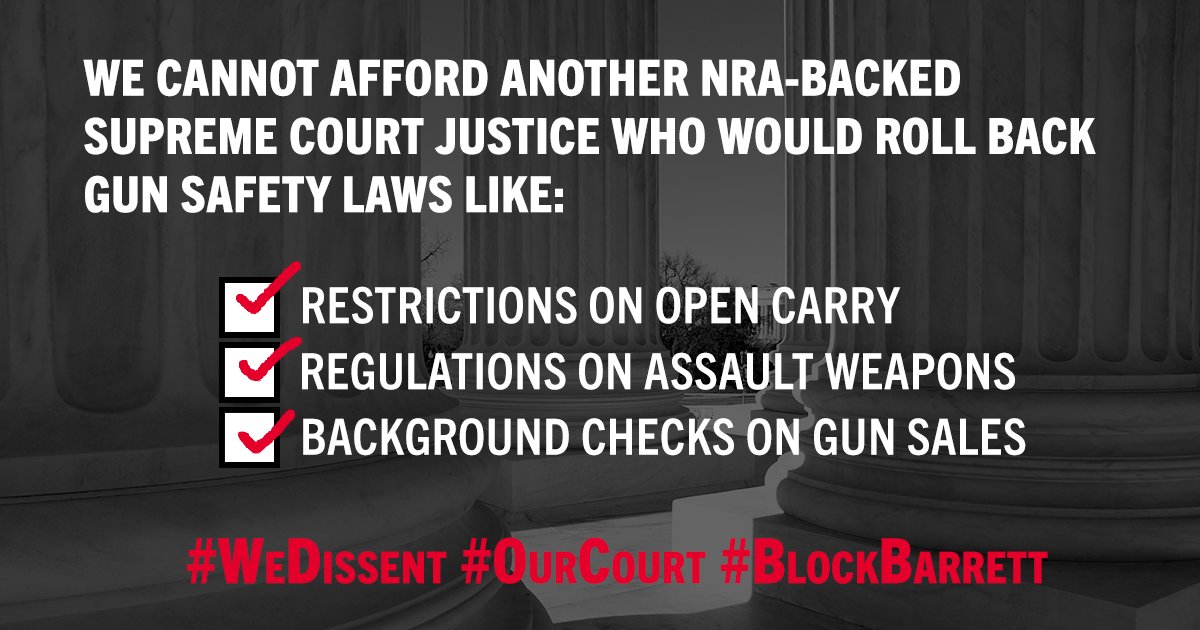 WE CANNOT AFFORD ANOTHER NRA-BACKED
SUPREME COURT JUSTICE WHO WOULD ROLL BACK
GUN SAFETY LAWS LIKE:
RESTRICTIONS ON OPEN CARRY
REGULATIONS ON ASSAULT WEAPONS
BACKGROUND CHECKS ON GUN SALES
#WEDISSENT #OURCOURT #BLOCKBARRETT